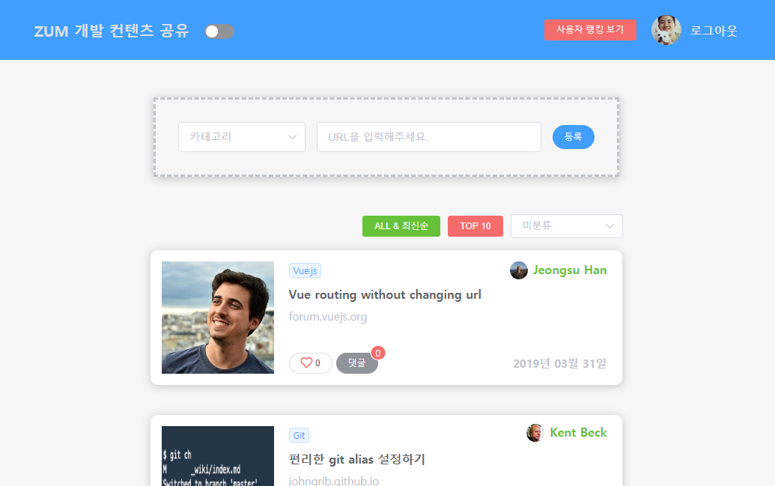 ZUM 개발 컨텐츠 공유
사용자 랭킹 보기
로그아웃
카테고리
URL을 입력해주세요.
등록
ALL & 최신순
TOP 10
미분류
Vue.js
Jeongsu Han
Vue routing without changing url
forum.vuejs.org
0
댓글
0
2019년 03월 31일
Git
Kent Beck
편리한 git alias 설정하기
johngrib.github.io
$ git ch
M _wiki/index.md
Switched to branch 'master'